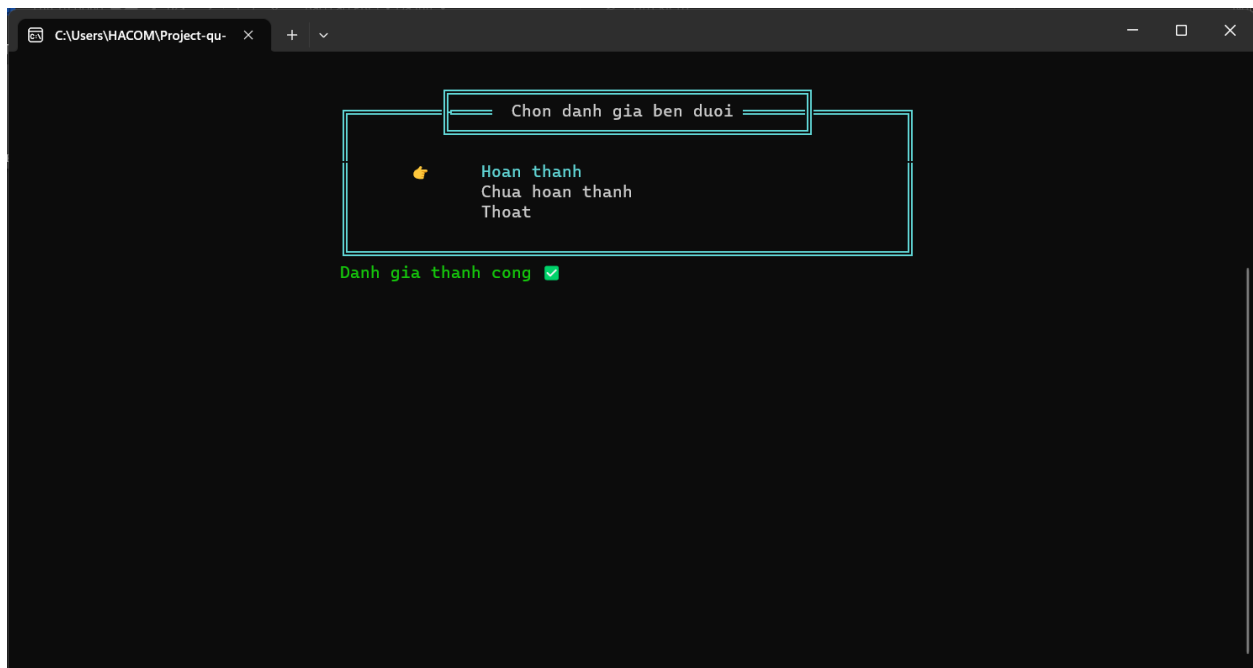 C:\Users\HACOM\Project-qu-
Chon danh gia ben duoi
Hoan thanh
Chua hoan thanh
Thoat
Danh gia thanh cong ✅